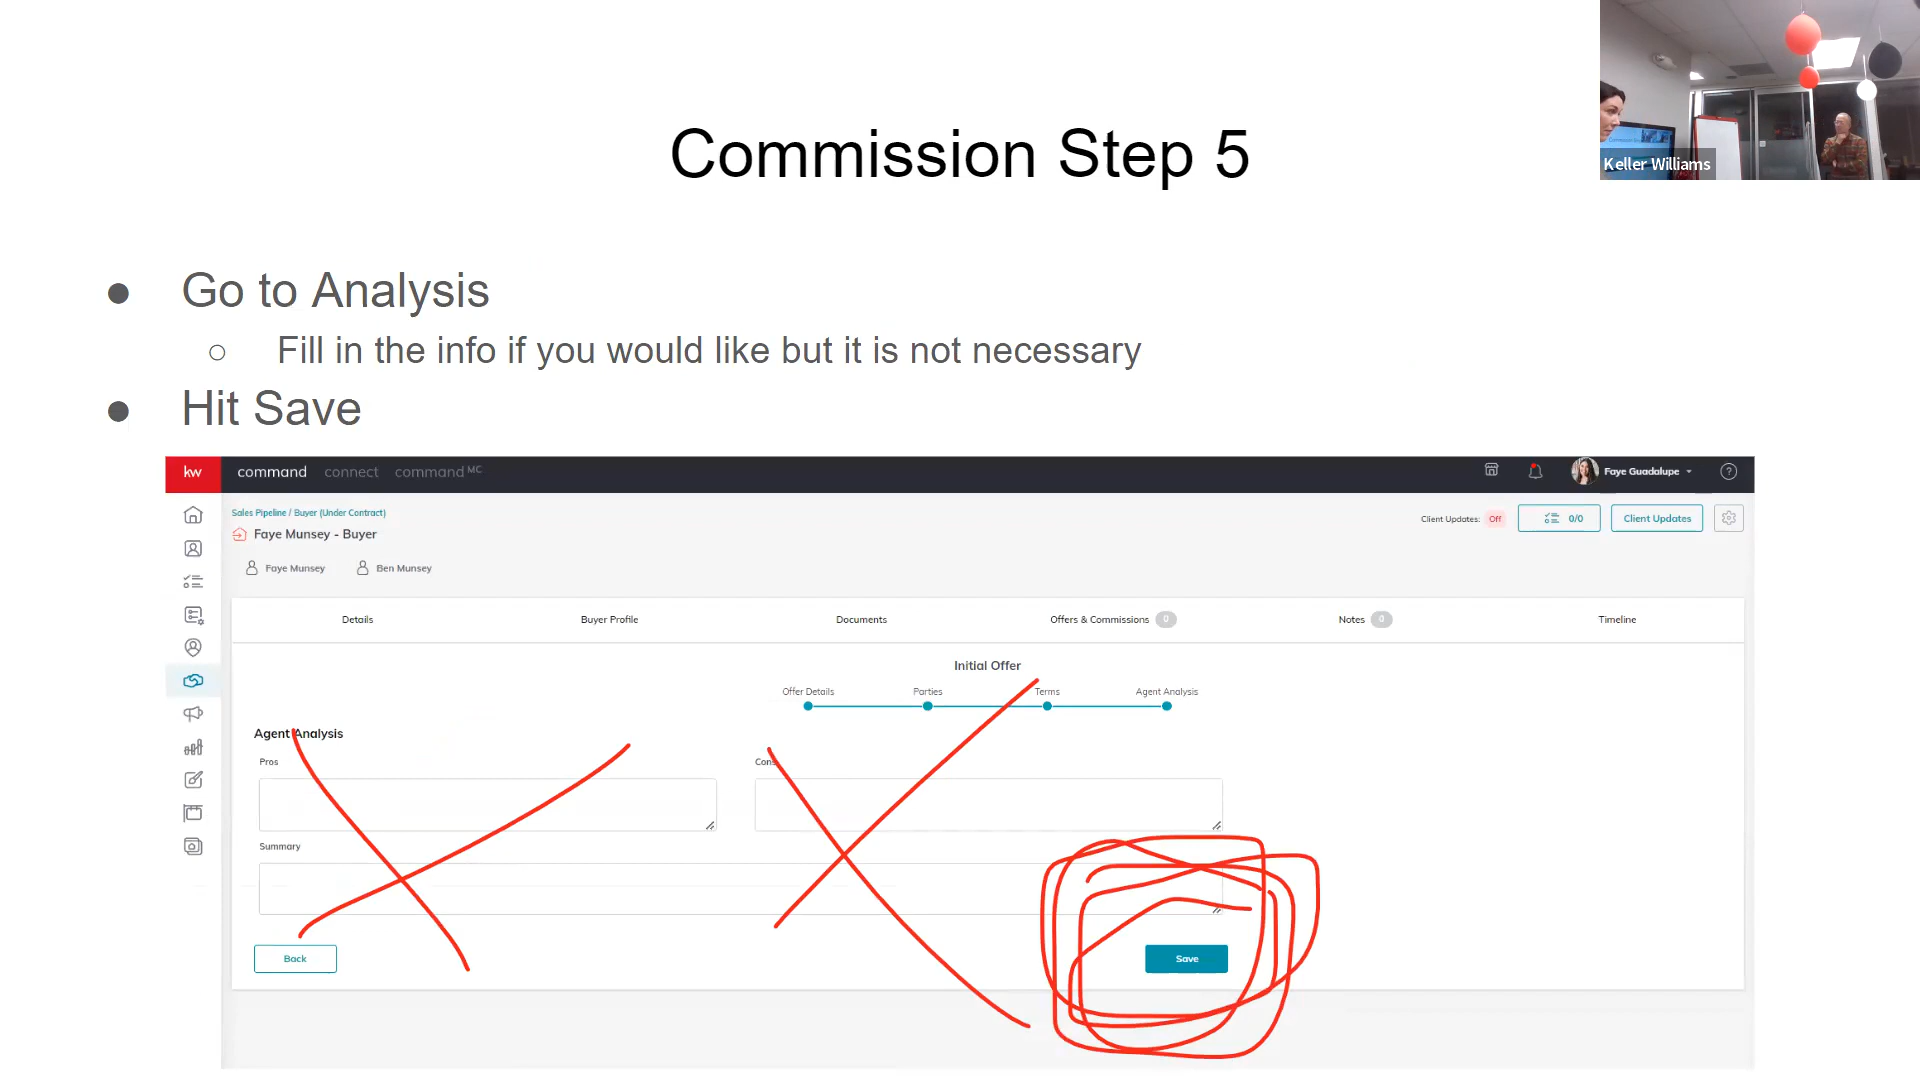 Commission Step 5
Keller Williams
Go to Analysis
Fill in the info if you would like but it is not necessary
Hit Save
kw command connect command MC Faye Guadalupe ?
Sales Pipeline / Buyer (Under Contract)
Client Updates: Off 0/0 Client Updates
Faye Munsey - Buyer
Faye Munsey Ben Munsey
Details Buyer Profile Documents Offers & Commissions 0 Notes 0 Timeline
Initial Offer
Offer Details Parties Terms Agent Analysis
Agent Analysis
Pros Cons
Summary
Back Save